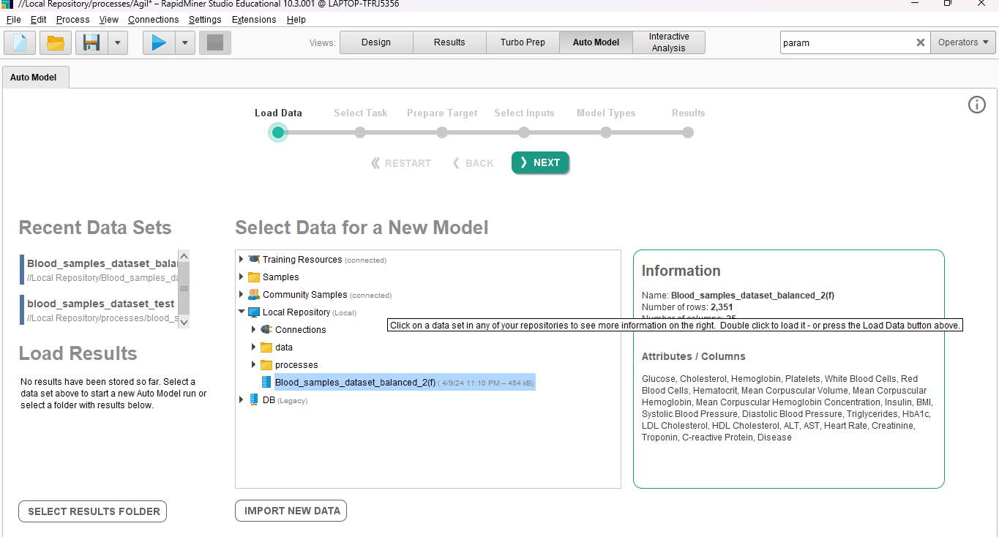 //Local Repository/processes/Agil* – RapidMiner Studio Educational 10.3.001 @ LAPTOP-TFRJ5356
File Edit Process View Connections Settings Extensions Help
Views: Design Results Turbo Prep Auto Model Interactive Analysis
param Operators
Auto Model
Load Data Select Task Prepare Target Select Inputs Model Types Results
RESTART BACK NEXT
Recent Data Sets
Blood_samples_dataset_bala
//Local Repository/Blood_samples_da
blood_samples_dataset_test
//Local Repository/processes/blood_s
Load Results
No results have been stored so far. Select a
data set above to start a new Auto Model run or
select a folder with results below.
SELECT RESULTS FOLDER
Select Data for a New Model
Training Resources (connected)
Samples
Community Samples (connected)
Local Repository (Local)
Connections
data
processes
Blood_samples_dataset_balanced_2(f) ( 4/9/24 11:10 PM – 454 kB)
DB (Legacy)
IMPORT NEW DATA
Click on a data set in any of your repositories to see more information on the right. Double click to load it - or press the Load Data button above.
Information
Name: Blood_samples_dataset_balanced_2(f)
Number of rows: 2,351
Number of columns: 25
Attributes / Columns
Glucose, Cholesterol, Hemoglobin, Platelets, White Blood Cells, Red
Blood Cells, Hematocrit, Mean Corpuscular Volume, Mean Corpuscular
Hemoglobin, Mean Corpuscular Hemoglobin Concentration, Insulin, BMI,
Systolic Blood Pressure, Diastolic Blood Pressure, Triglycerides, HbA1c,
LDL Cholesterol, HDL Cholesterol, ALT, AST, Heart Rate, Creatinine,
Troponin, C-reactive Protein, Disease